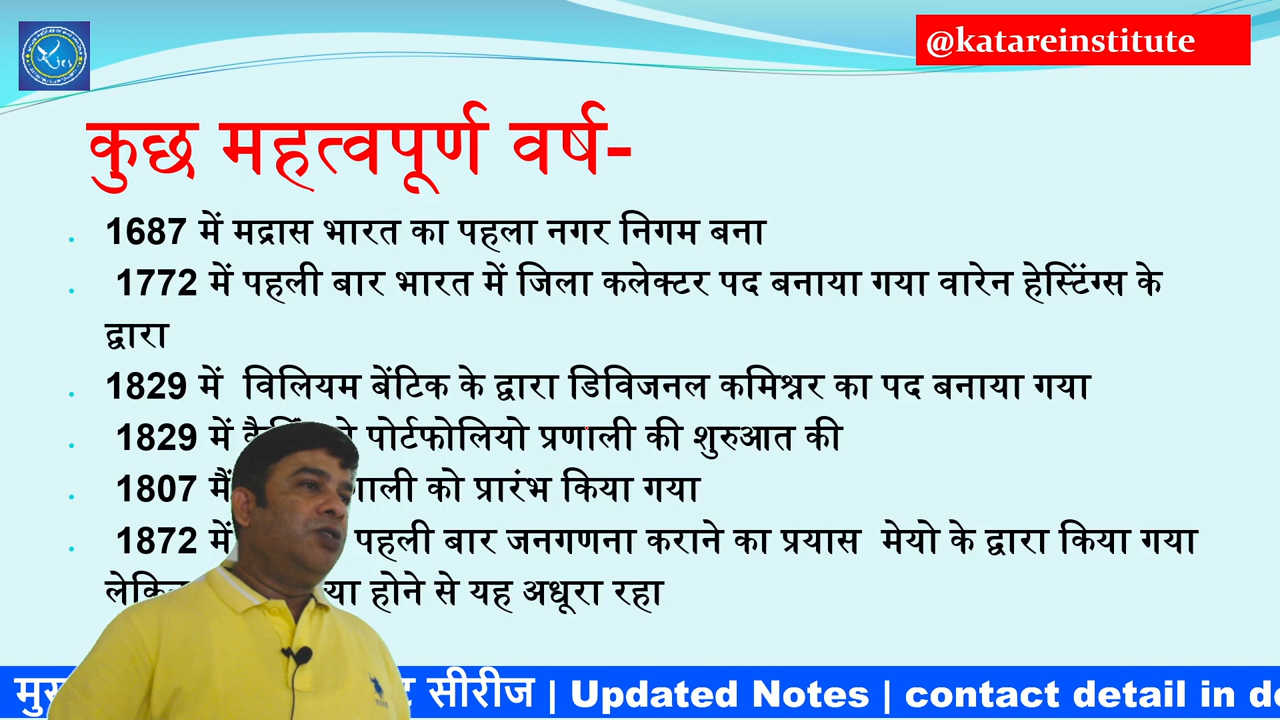 @katareinstitute
कुछ महत्वपूर्ण वर्ष-
1687 में मद्रास भारत का पहला नगर निगम बना
1772 में पहली बार भारत में जिला कलेक्टर पद बनाया गया वारेन हेस्टिंग्स के
द्वारा
1829 में विलियम बेंटिक के द्वारा डिविजनल कमिश्नर का पद बनाया गया
1829 में पोर्टफोलियो प्रणाली की शुरुआत की
1807 मैं को प्रारंभ किया गया
1872 में पहली बार जनगणना कराने का प्रयास मेयो के द्वारा किया गया
होने से यह अधूरा रहा
सीरीज | Updated Notes | contact detail in